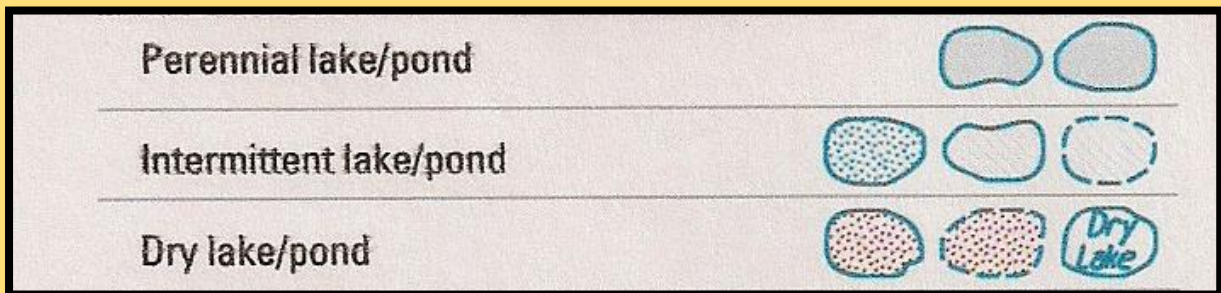 Perennial lake/pond
Intermittent lake/pond
Dry lake/pond
Dry
Lake